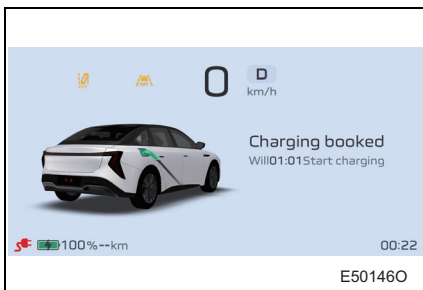 0
D
km/h
Charging booked
Will01:01Start charging
100%--km
00:22
E50146O